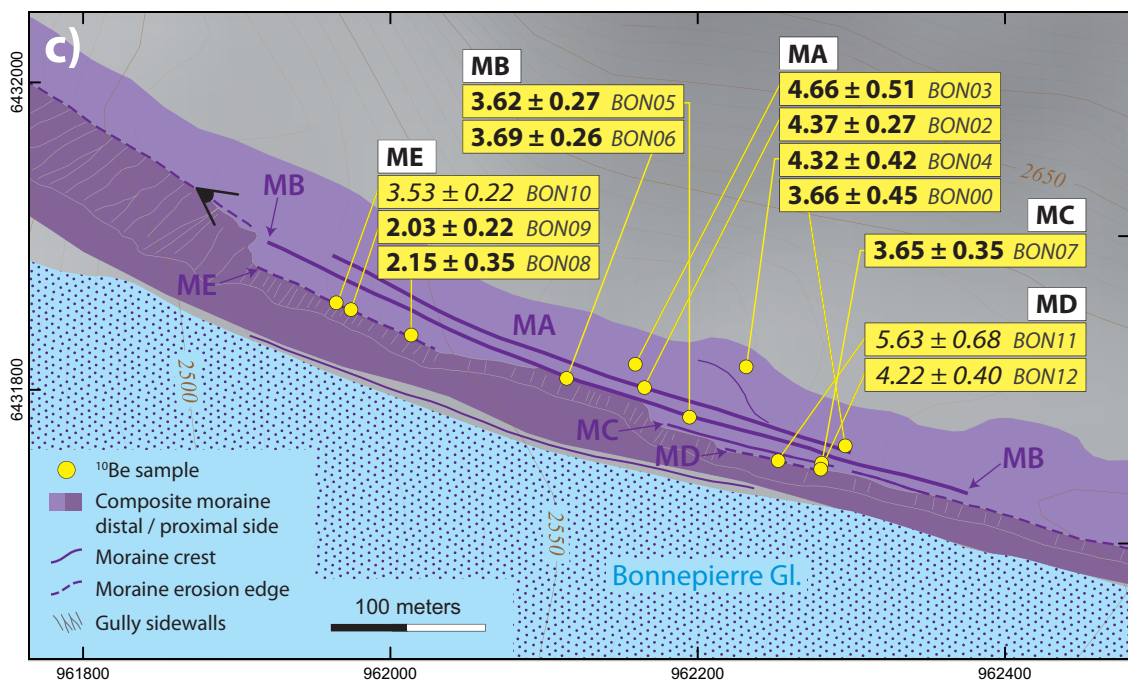 c)
MB
3.62 ± 0.27 BON05
3.69 ± 0.26 BON06
MA
4.66 ± 0.51 BON03
4.37 ± 0.27 BON02
4.32 ± 0.42 BON04
3.66 ± 0.45 BON00
ME
3.53 ± 0.22 BON10
2.03 ± 0.22 BON09
2.15 ± 0.35 BON08
MC
3.65 ± 0.35 BON07
MD
5.63 ± 0.68 BON11
4.22 ± 0.40 BON12
2650
MB
ME
MA
MC
MD
MB
2500
2550
Bonnepierre Gl.
¹⁰Be sample
Composite moraine
distal / proximal side
Moraine crest
Moraine erosion edge
Gully sidewalls
100 meters
6432000
6431800
961800
962000
962200
962400